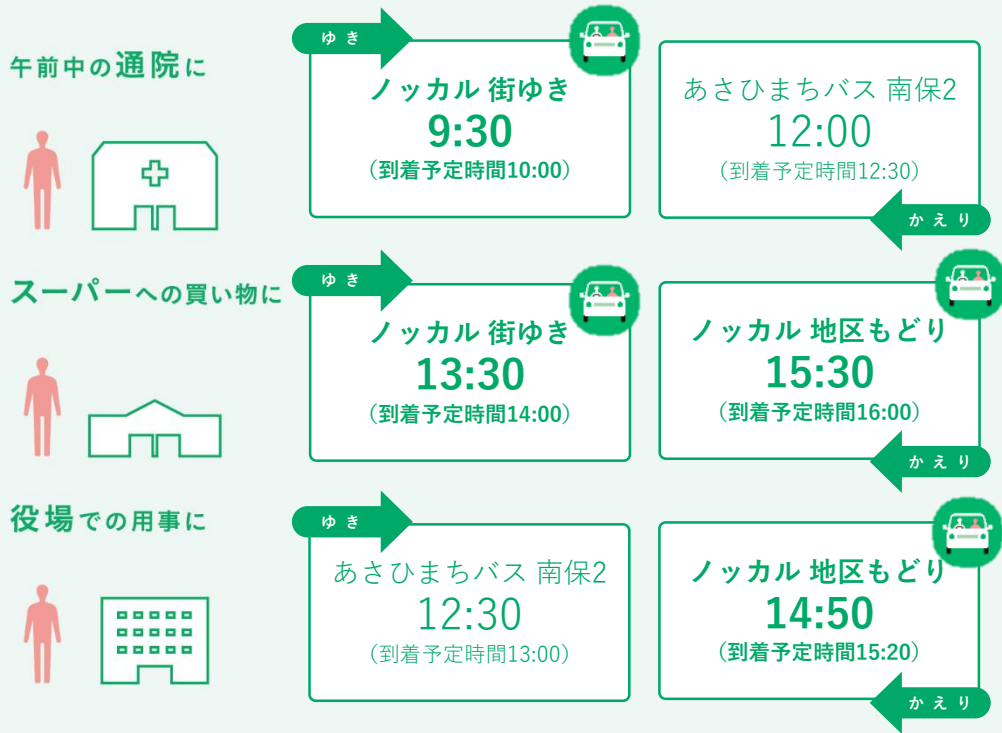 午前中の通院に
ゆき
ノッカル 街ゆき
9:30
(到着予定時間10:00)
あさひまちバス 南保2
12:00
(到着予定時間12:30)
かえり
スーパーへの買い物に
ゆき
ノッカル 街ゆき
13:30
(到着予定時間14:00)
ノッカル 地区もどり
15:30
(到着予定時間16:00)
かえり
役場での用事に
ゆき
あさひまちバス 南保2
12:30
(到着予定時間13:00)
ノッカル 地区もどり
14:50
(到着予定時間15:20)
かえり